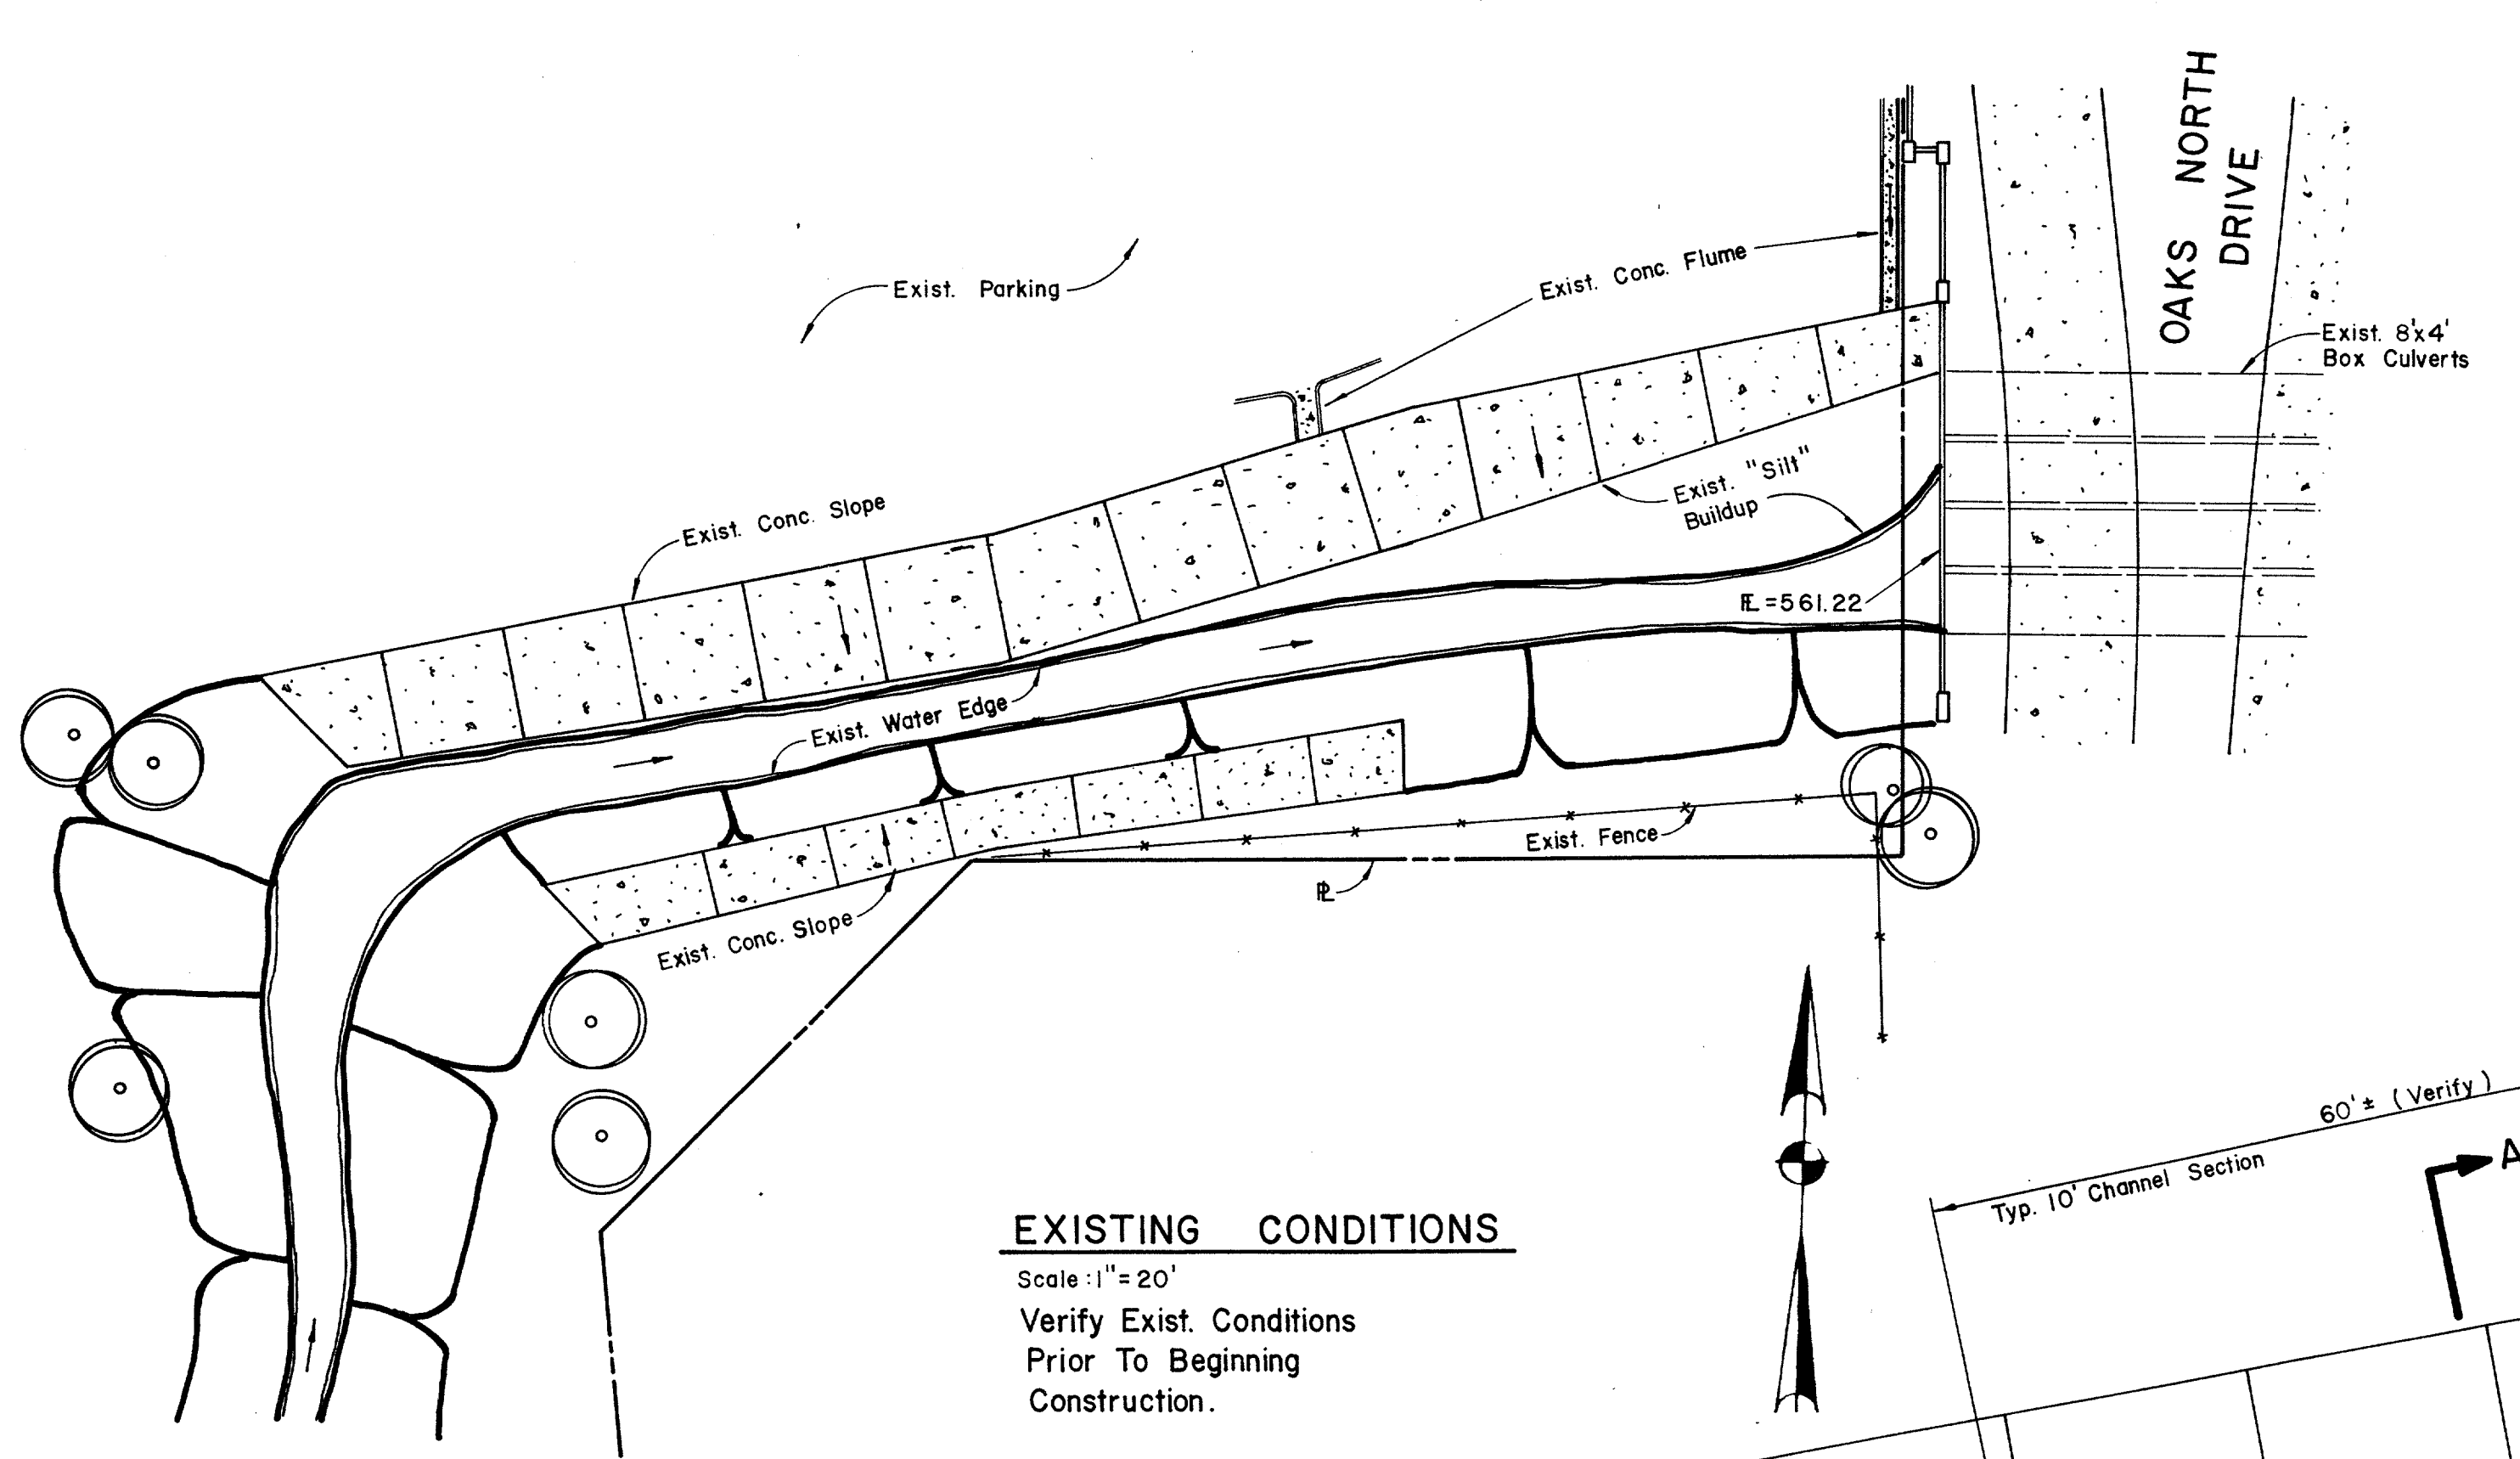 OAKS NORTH
DRIVE
Exist. Parking
Exist. Conc. Flume
Exist. 8'x4'
Box Culverts
Exist. "Silt"
Buildup
Exist. Conc. Slope
FL=561.22
Exist. Water Edge
Exist. Fence
PL
Exist. Conc. Slope
60'± (Verify)
Typ. 10' Channel Section
A
EXISTING CONDITIONS
Scale: 1"=20'
Verify Exist. Conditions
Prior To Beginning
Construction.